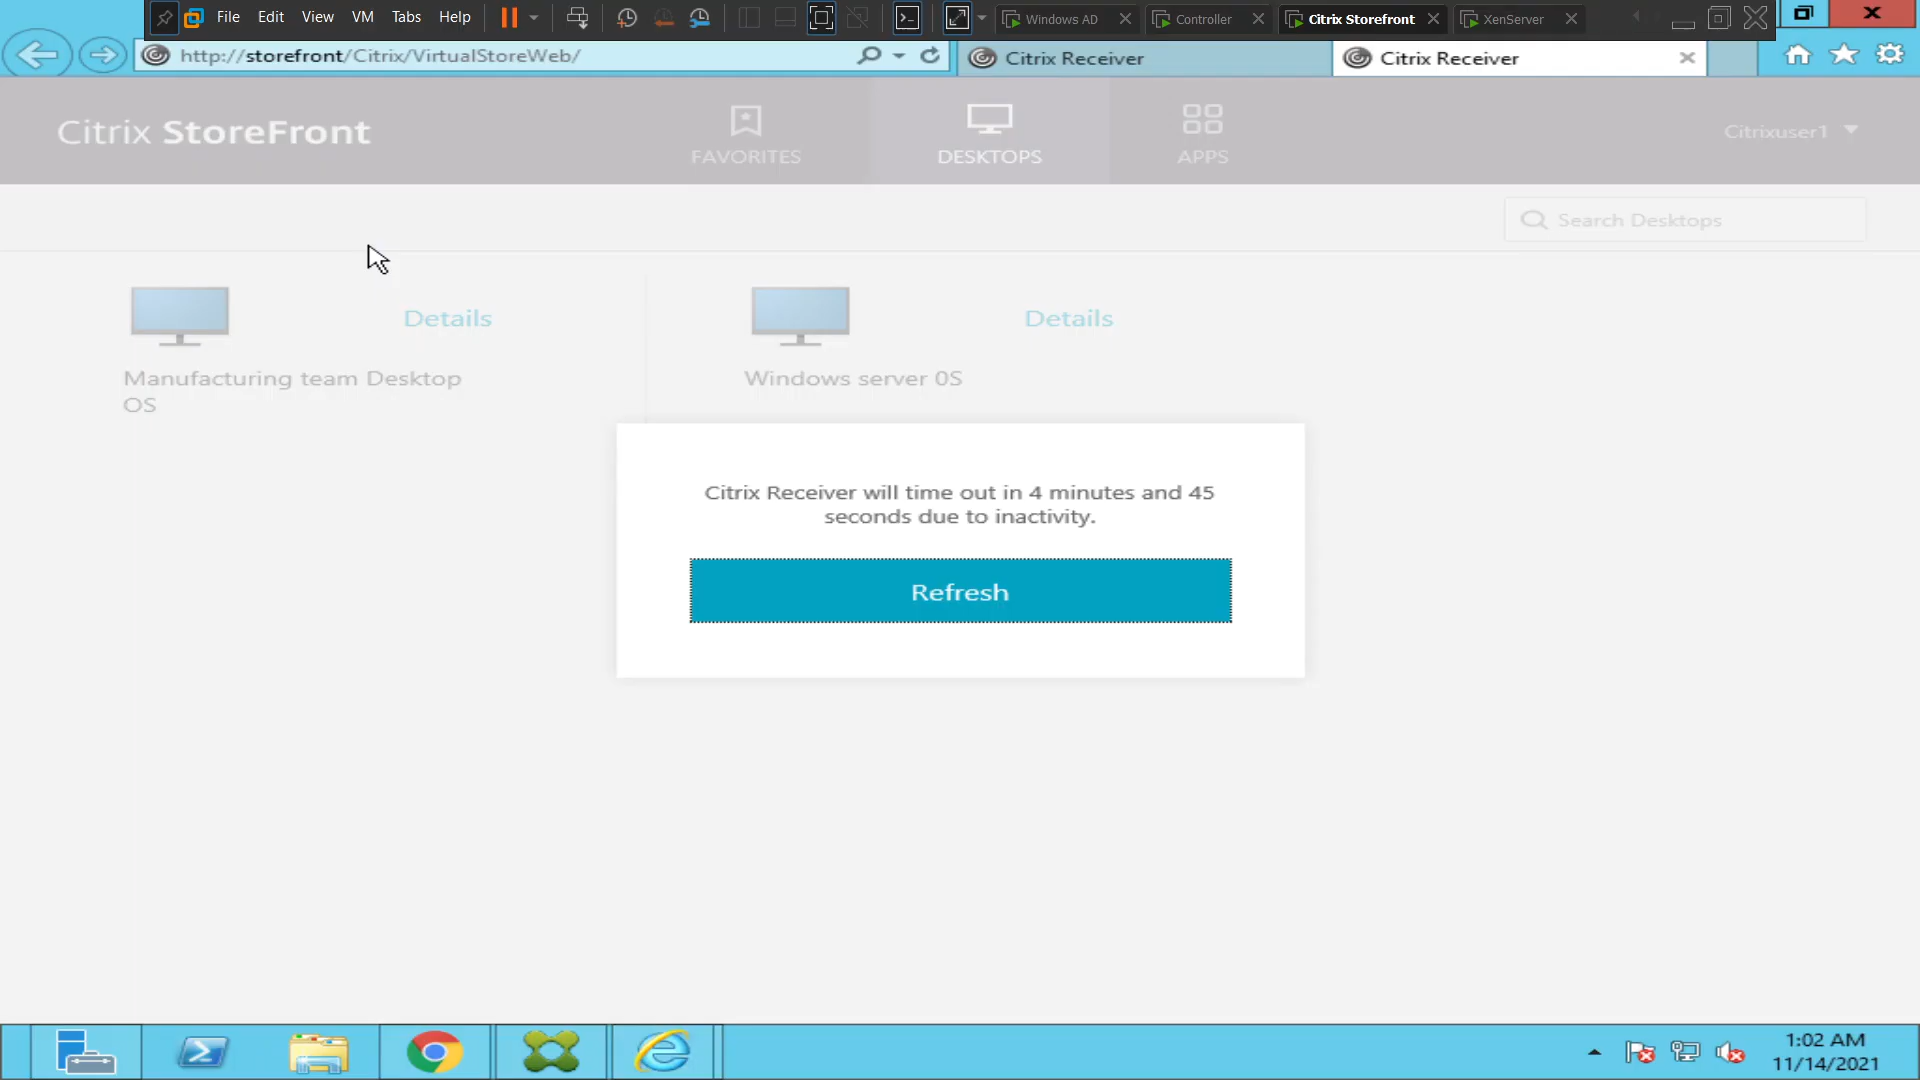 File Edit View VM Tabs Help
Windows AD
Controller
Citrix Storefront
XenServer
http://storefront/Citrix/VirtualStoreWeb/
Citrix Receiver
Citrix Receiver
Citrix StoreFront
FAVORITES
DESKTOPS
APPS
Citrixuser1
Search Desktops
Details
Details
Manufacturing team Desktop
OS
Windows server 0S
Citrix Receiver will time out in 4 minutes and 45
seconds due to inactivity.
Refresh
1:02 AM
11/14/2021